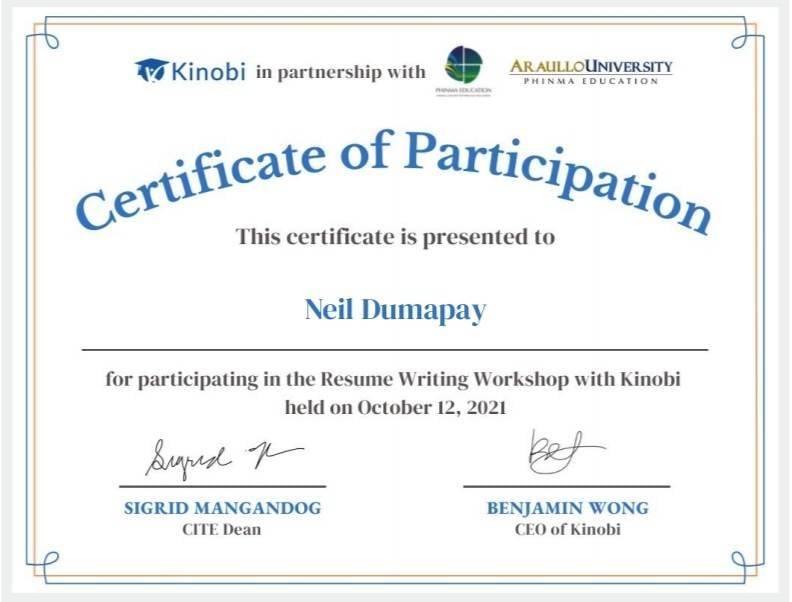 Kinobi in partnership with
PHINMA EDUCATION
ARAULLO UNIVERSITY
PHINMA EDUCATION
Certificate of Participation
This certificate is presented to
Neil Dumapay
for participating in the Resume Writing Workshop with Kinobi
held on October 12, 2021
SIGRID MANGANDOG
CITE Dean
BENJAMIN WONG
CEO of Kinobi